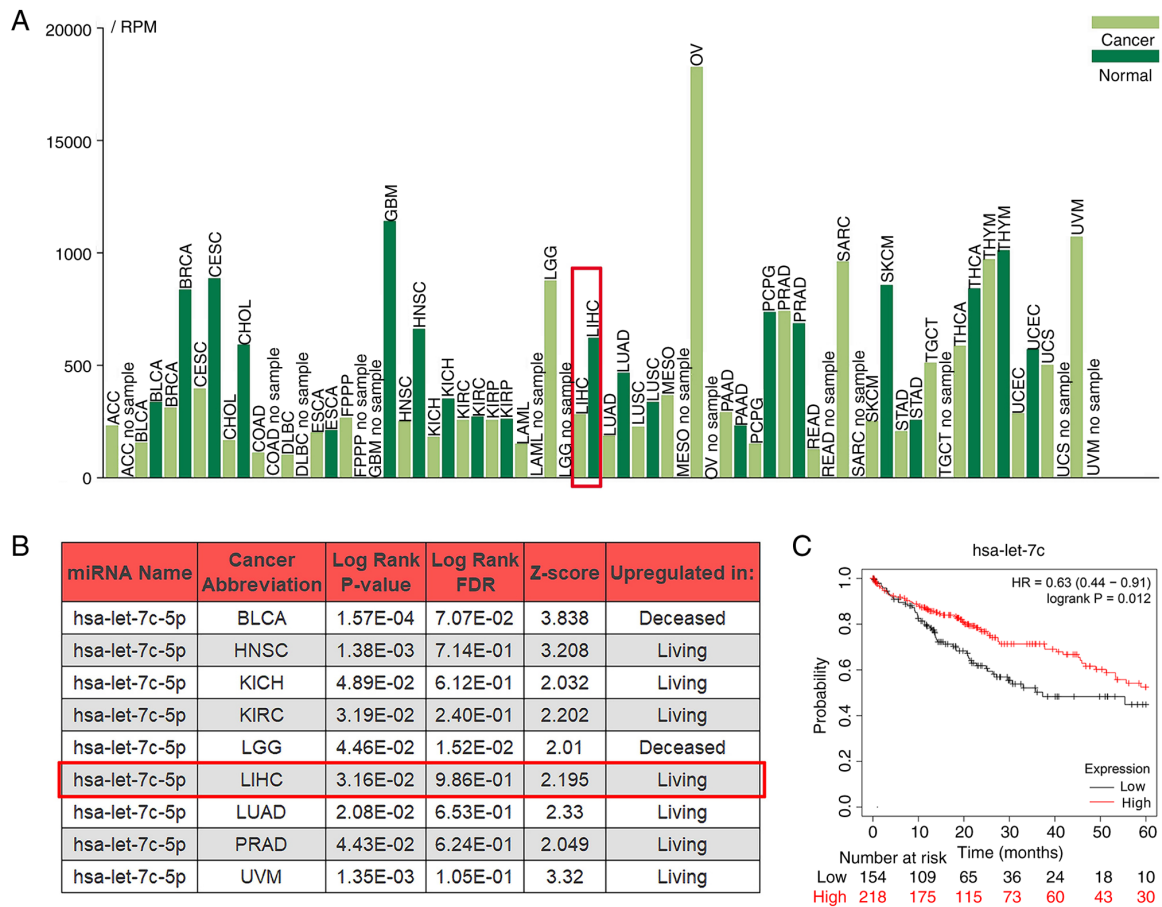 A
/ RPM
20000
15000
1000
500
0
Cancer
Normal
ACC
ACC no sample
BLCA
BLCA
BRCA
BRCA
CESC
CESC
CHOL
CHOL
COAD
COAD no sample
DLBC
DLBC no sample
ESCA
ESCA
FPPP
FPPP no sample
GBM no sample
GBM
HNSC
HNSC
KICH
KICH
KIRC
KIRC
KIRP
KIRP
LAML
LAML no sample
LGG
LGG no sample
LIHC
LIHC
LUAD
LUAD
LUSC
LUSC
MESO
MESO no sample
OV
OV no sample
PAAD
PAAD
PCPG
PCPG
PRAD
PRAD
READ
READ no sample
SARC
SARC no sample
SKCM
SKCM
STAD
STAD
TGCT
TGCT no sample
THCA
THCA
THYM
THYM
UCEC
UCEC
UCS
UCS no sample
UVM
UVM no sample
B
miRNA Name Cancer Abbreviation Log Rank P-value Log Rank FDR Z-score Upregulated in:
hsa-let-7c-5p BLCA 1.57E-04 7.07E-02 3.838 Deceased
hsa-let-7c-5p HNSC 1.38E-03 7.14E-01 3.208 Living
hsa-let-7c-5p KICH 4.89E-02 6.12E-01 2.032 Living
hsa-let-7c-5p KIRC 3.19E-02 2.40E-01 2.202 Living
hsa-let-7c-5p LGG 4.46E-02 1.52E-02 2.01 Deceased
hsa-let-7c-5p LIHC 3.16E-02 9.86E-01 2.195 Living
hsa-let-7c-5p LUAD 2.08E-02 6.53E-01 2.33 Living
hsa-let-7c-5p PRAD 4.43E-02 6.24E-01 2.049 Living
hsa-let-7c-5p UVM 1.35E-03 1.05E-01 3.32 Living
C
hsa-let-7c
HR = 0.63 (0.44 − 0.91)
logrank P = 0.012
Probability
1.0
0.8
0.6
0.4
0.2
0.0
Expression
Low
High
0 10 20 30 40 50 60
Time (months)
Number at risk
Low 154 109 65 36 24 18 10
High 218 175 115 73 60 43 30